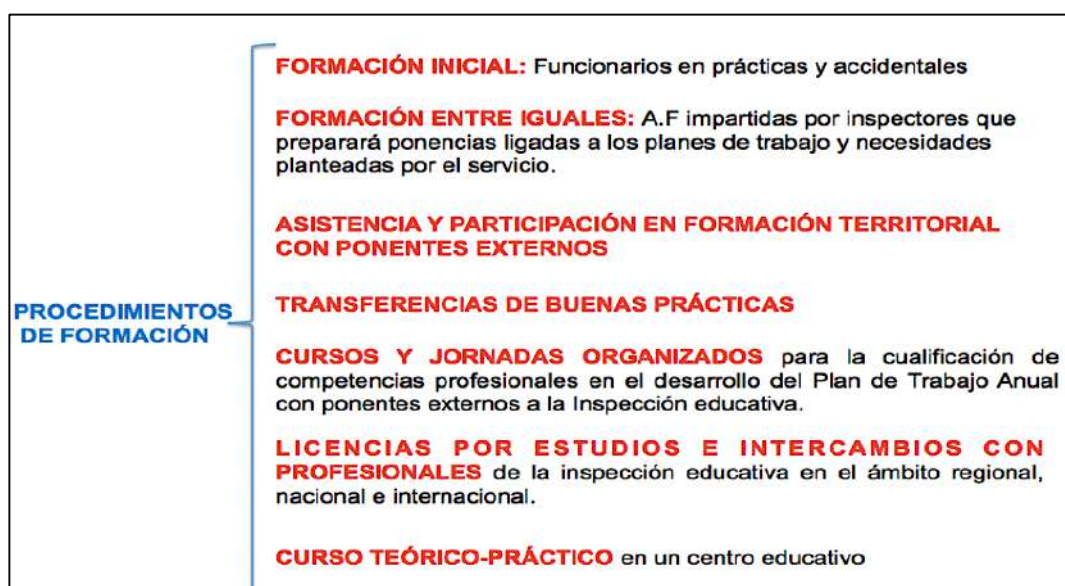 PROCEDIMIENTOS
DE FORMACIÓN
FORMACIÓN INICIAL: Funcionarios en prácticas y accidentales
FORMACIÓN ENTRE IGUALES: A.F impartidas por inspectores que
preparará ponencias ligadas a los planes de trabajo y necesidades
planteadas por el servicio.
ASISTENCIA Y PARTICIPACIÓN EN FORMACIÓN TERRITORIAL
CON PONENTES EXTERNOS
TRANSFERENCIAS DE BUENAS PRÁCTICAS
CURSOS Y JORNADAS ORGANIZADOS para la cualificación de
competencias profesionales en el desarrollo del Plan de Trabajo Anual
con ponentes externos a la Inspección educativa.
LICENCIAS POR ESTUDIOS E INTERCAMBIOS CON
PROFESIONALES de la inspección educativa en el ámbito regional,
nacional e internacional.
CURSO TEÓRICO-PRÁCTICO en un centro educativo